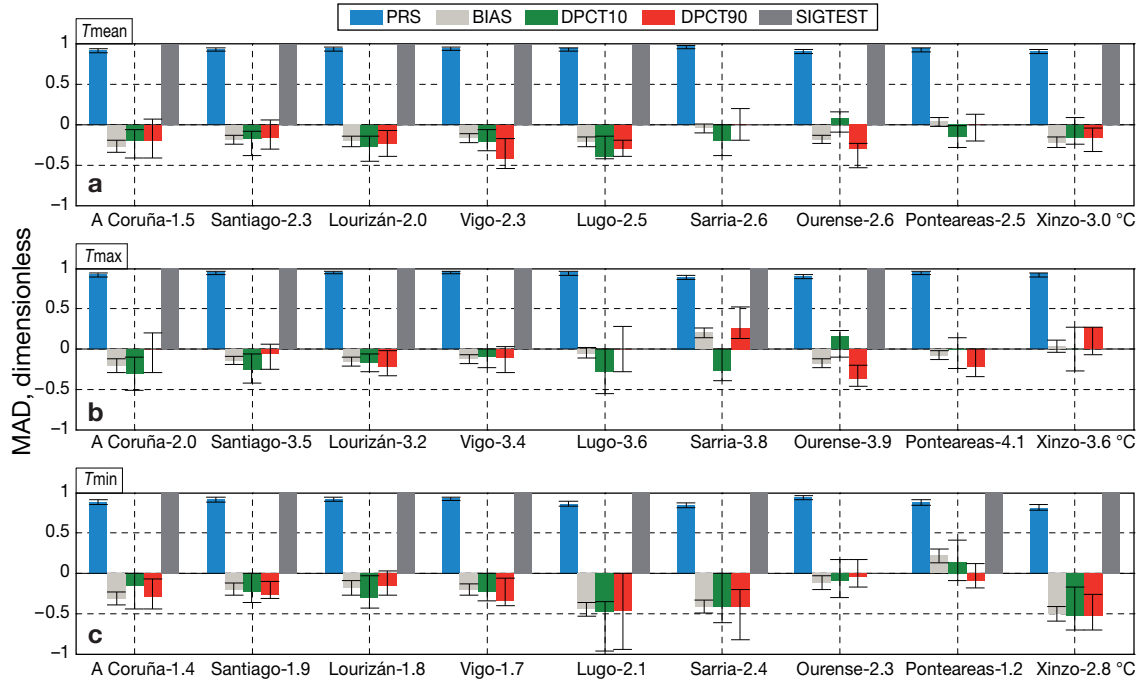 PRS BIAS DPCT10 DPCT90 SIGTEST
Tmean
1
0.5
0
−0.5
−1
a
A Coruña-1.5 Santiago-2.3 Lourizán-2.0 Vigo-2.3 Lugo-2.5 Sarria-2.6 Ourense-2.6 Ponteareas-2.5 Xinzo-3.0 °C
Tmax
1
0.5
0
−0.5
−1
b
A Coruña-2.0 Santiago-3.5 Lourizán-3.2 Vigo-3.4 Lugo-3.6 Sarria-3.8 Ourense-3.9 Ponteareas-4.1 Xinzo-3.6 °C
MAD, dimensionless
Tmin
1
0.5
0
−0.5
−1
c
A Coruña-1.4 Santiago-1.9 Lourizán-1.8 Vigo-1.7 Lugo-2.1 Sarria-2.4 Ourense-2.3 Ponteareas-1.2 Xinzo-2.8 °C